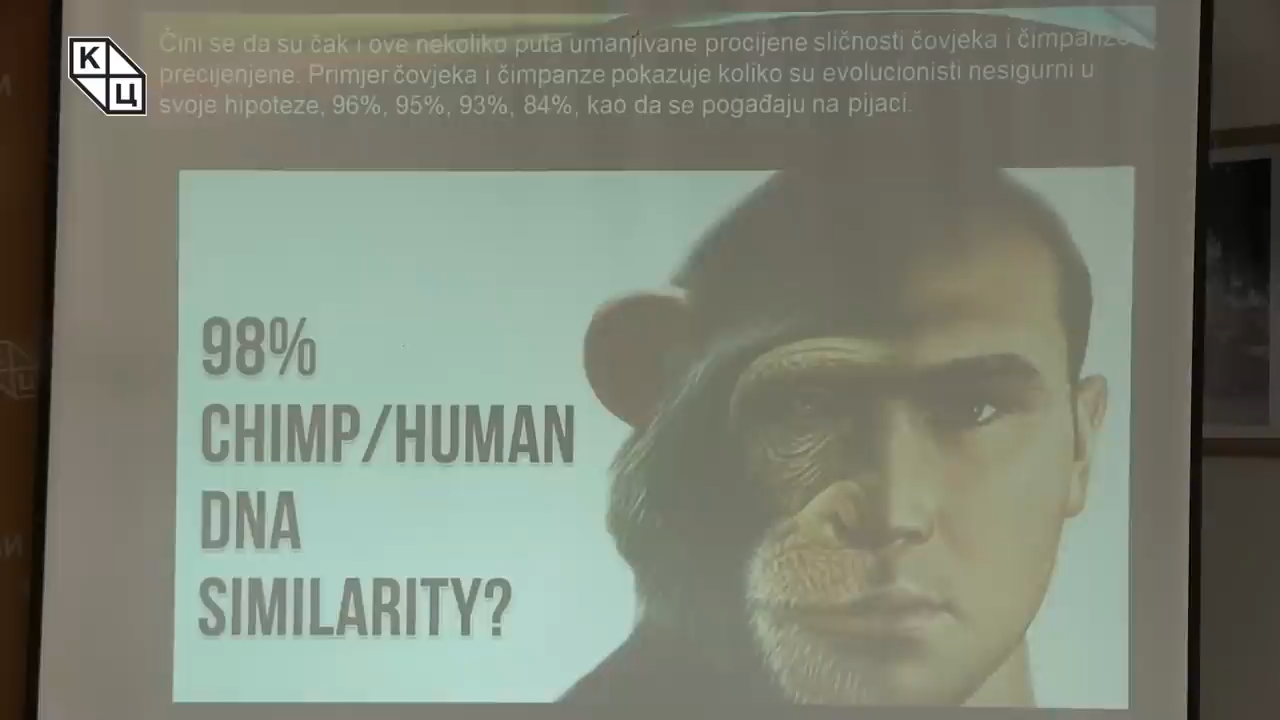 К
Ц
Čini se da su čak i ove nekoliko puta umanjivane procijene sličnosti čovjeka i čimpanze
precijenjene. Primjer čovjeka i čimpanze pokazuje koliko su evolucionisti nesigurni u
svoje hipoteze, 96%, 95%, 93%, 84%, kao da se pogađaju na pijaci.
98%
CHIMP/HUMAN
DNA
SIMILARITY?